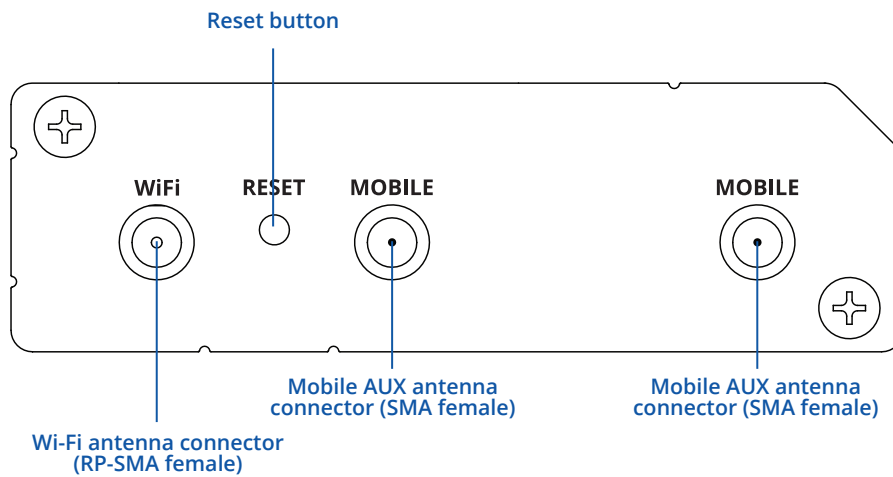 Reset button
WiFi
RESET
MOBILE
MOBILE
Mobile AUX antenna
connector (SMA female)
Mobile AUX antenna
connector (SMA female)
Wi-Fi antenna connector
(RP-SMA female)